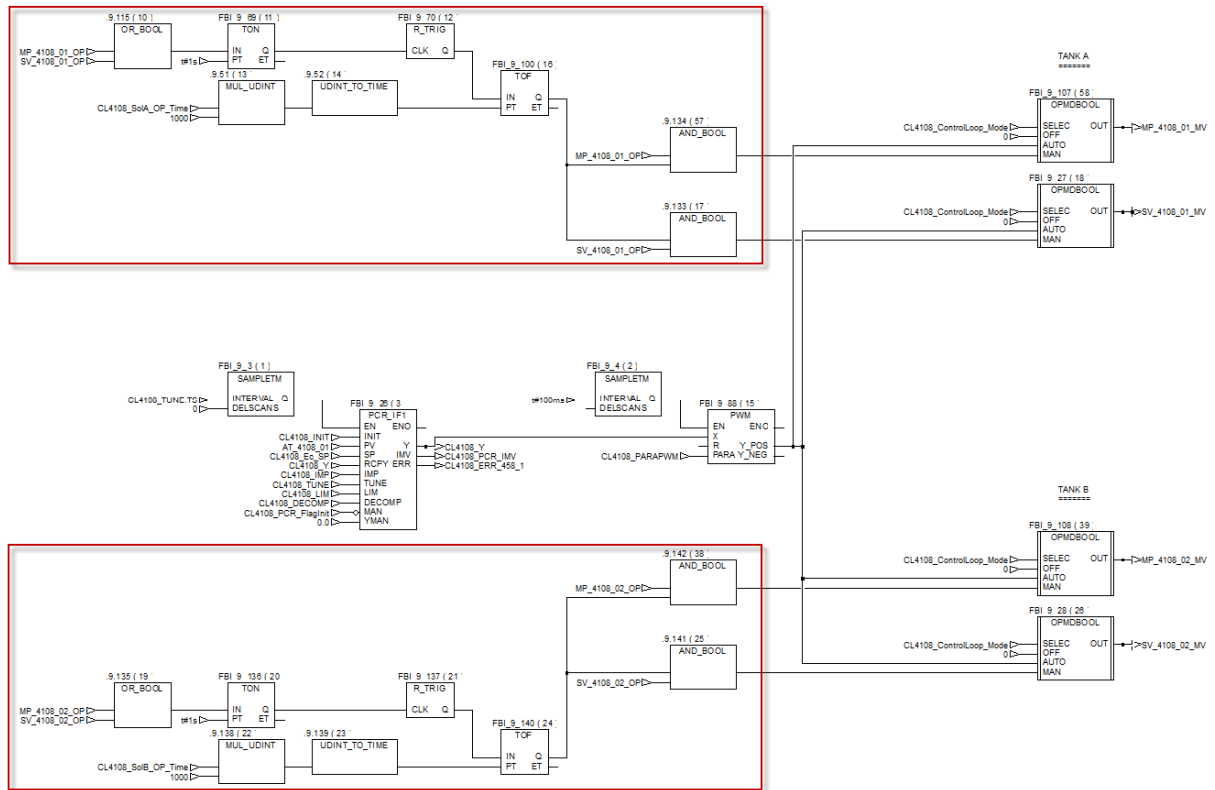 .9.115 ( 10 )
OR_BOOL
MP_4108_01_OP
SV_4108_01_OP
FBI_9_69 ( 11 )
TON
IN Q
t#1s PT ET
FBI_9_70 ( 12
R_TRIG
CLK Q
.9.51 ( 13
MUL_UDINT
CL4108_SolA_OP_Time
1000
.9.52 ( 14
UDINT_TO_TIME
FBI_9_100 ( 16
TOF
IN Q
PT ET
.9.134 ( 57
AND_BOOL
MP_4108_01_OP
.9.133 ( 17
AND_BOOL
SV_4108_01_OP
TANK A
=======
FBI_9_107 ( 58
OPMDBOOL
CL4108_ControlLoop_Mode SELEC OUT MP_4108_01_MV
0 OFF
AUTO
MAN
FBI_9_27 ( 18
OPMDBOOL
CL4108_ControlLoop_Mode SELEC OUT SV_4108_01_MV
0 OFF
AUTO
MAN
FBI_9_3 ( 1 )
SAMPLETM
CL4108_TUNE.TS INTERVAL Q
0 DELSCANS
FBI_9_26 ( 3
PCR_IF1
EN ENO
CL4108_INIT INIT
AT_4108_01 PV Y CL4108_Y
CL4108_Ec_SP SP IMV CL4108_PCR_IMV
CL4108_Y RCPY ERR CL4108_ERR_458_1
CL4108_IMP IMP
CL4108_TUNE TUNE
CL4108_LIM LIM
CL4108_DECOMP DECOMP
CL4108_PCR_FlagInit MAN
0.0 YMAN
FBI_9_4 ( 2 )
SAMPLETM
t#100ms INTERVAL Q
DELSCANS
FBI_9_88 ( 15
PWM
EN ENO
X
R Y_POS
CL4108_PARAPWM PARA Y_NEG
TANK B
=======
FBI_9_108 ( 39
OPMDBOOL
CL4108_ControlLoop_Mode SELEC OUT MP_4108_02_MV
0 OFF
AUTO
MAN
FBI_9_28 ( 26
OPMDBOOL
CL4108_ControlLoop_Mode SELEC OUT SV_4108_02_MV
0 OFF
AUTO
MAN
.9.142 ( 38
AND_BOOL
MP_4108_02_OP
.9.141 ( 25
AND_BOOL
SV_4108_02_OP
.9.135 ( 19
OR_BOOL
MP_4108_02_OP
SV_4108_02_OP
FBI_9_136 ( 20
TON
IN Q
t#1s PT ET
FBI_9_137 ( 21
R_TRIG
CLK Q
.9.138 ( 22
MUL_UDINT
CL4108_SolB_OP_Time
1000
.9.139 ( 23
UDINT_TO_TIME
FBI_9_140 ( 24
TOF
IN Q
PT ET